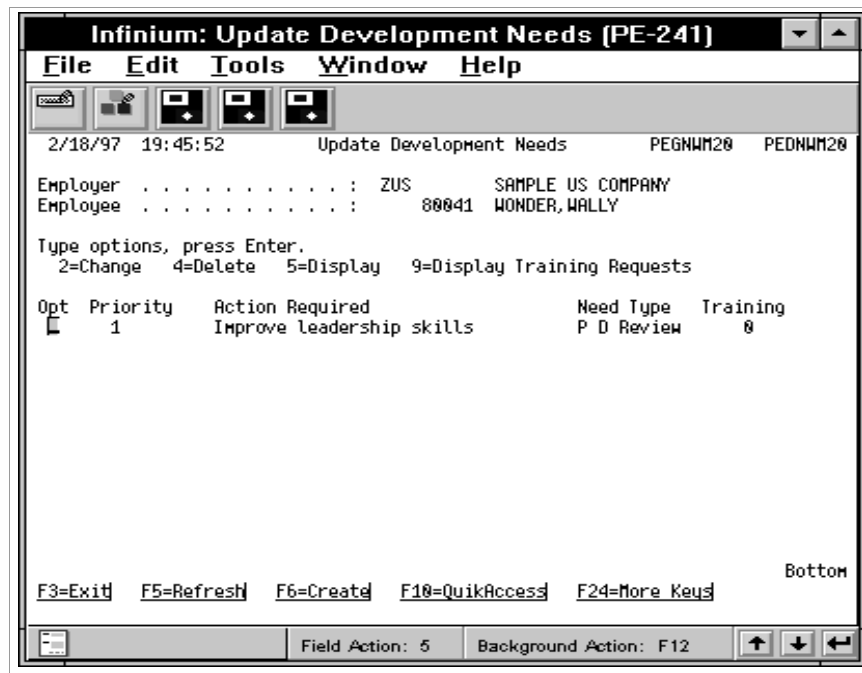 Infinium: Update Development Needs (PE-241)
File Edit Tools Window Help
2/18/97 19:45:52 Update Development Needs PEGNWM20 PEDNWM20
Employer . . . . . . . . . . . : ZUS SAMPLE US COMPANY
Employee . . . . . . . . . . . : 80041 WONDER,WALLY
Type options, press Enter.
2=Change 4=Delete 5=Display 9=Display Training Requests
Opt Priority Action Required Need Type Training
1 Improve leadership skills P D Review 0
Bottom
F3=Exit F5=Refresh F6=Create F10=QuikAccess F24=More Keys
Field Action: 5 Background Action: F12